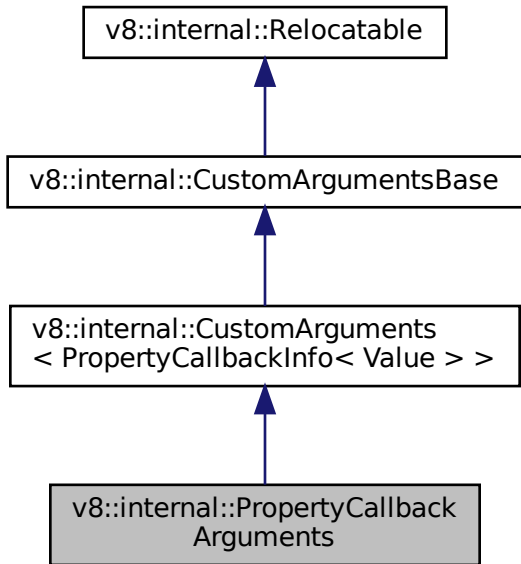 v8::internal::Relocatable
v8::internal::CustomArgumentsBase
v8::internal::CustomArguments
< PropertyCallbackInfo< Value > >
v8::internal::PropertyCallback
Arguments